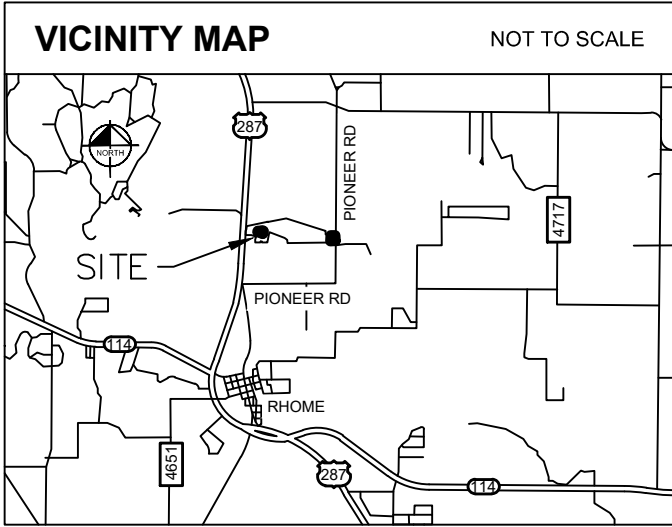 VICINITY MAP
NOT TO SCALE
287
NORTH
PIONEER RD
4717
SITE
PIONEER RD
114
RHOME
4651
287
114